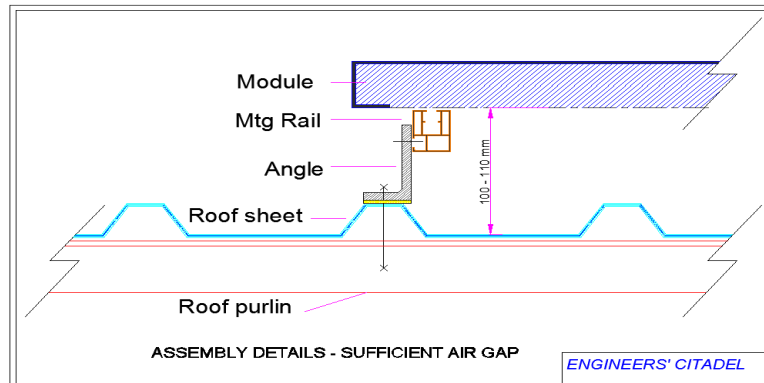 Module
Mtg Rail
Angle
100 - 110 mm
Roof sheet
Roof purlin
ASSEMBLY DETAILS - SUFFICIENT AIR GAP
ENGINEERS' CITADEL